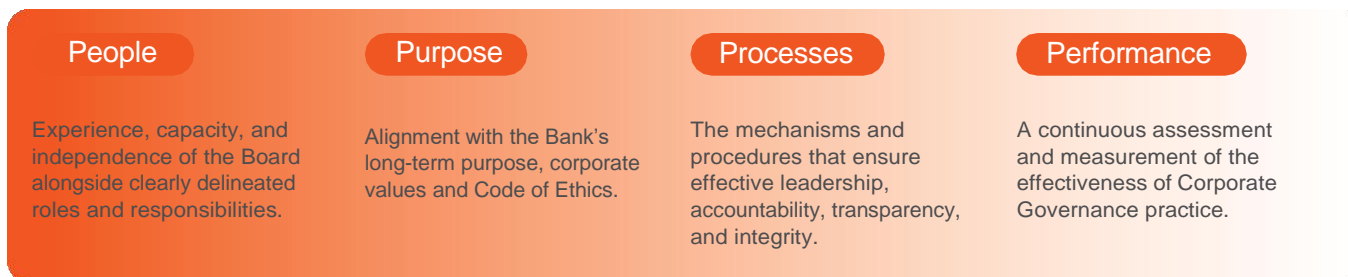 People
Experience, capacity, and
independence of the Board
alongside clearly delineated
roles and responsibilities.
Purpose
Alignment with the Bank’s
long-term purpose, corporate
values and Code of Ethics.
Processes
The mechanisms and
procedures that ensure
effective leadership,
accountability, transparency,
and integrity.
Performance
A continuous assessment
and measurement of the
effectiveness of Corporate
Governance practice.